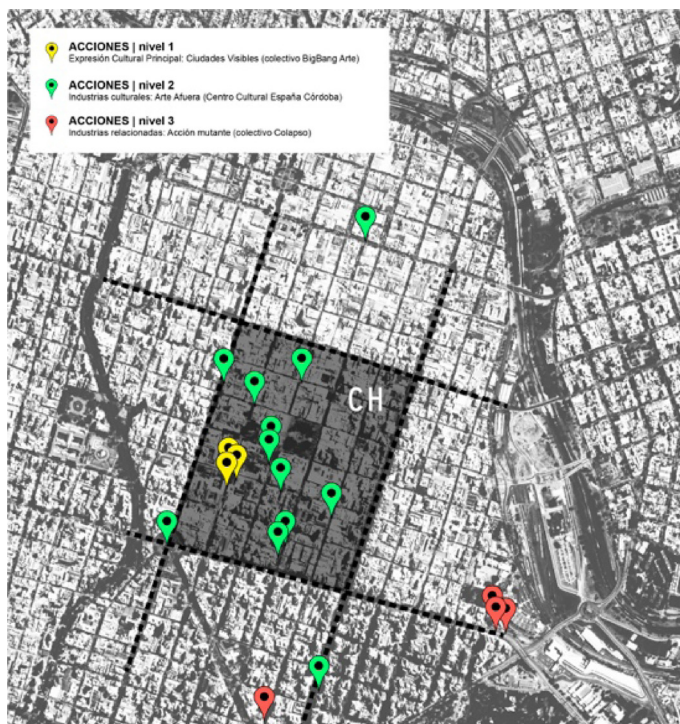 ACCIONES | nivel 1
Expresión Cultural Principal: Ciudades Visibles (colectivo BigBang Arte)
ACCIONES | nivel 2
Industrias culturales: Arte Afuera (Centro Cultural España Córdoba)
ACCIONES | nivel 3
Industrias relacionadas: Acción mutante (colectivo Colapso)
CH